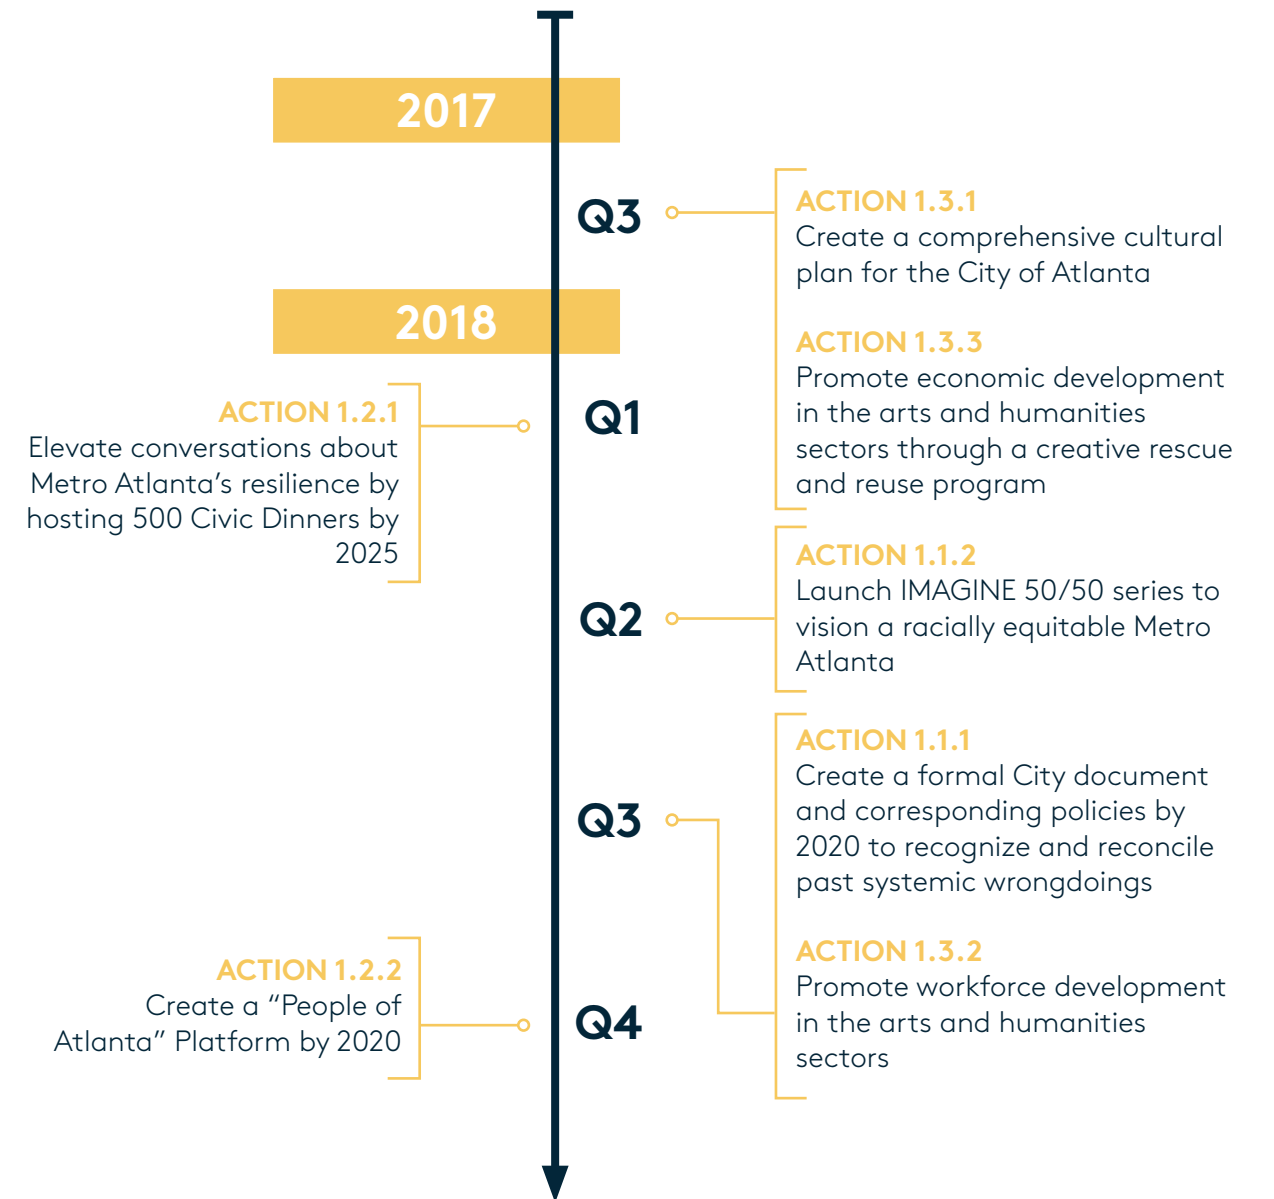 2017
Q3
ACTION 1.3.1
Create a comprehensive cultural
plan for the City of Atlanta
ACTION 1.3.3
Promote economic development
in the arts and humanities
sectors through a creative rescue
and reuse program
2018
Q1
ACTION 1.2.1
Elevate conversations about
Metro Atlanta’s resilience by
hosting 500 Civic Dinners by
2025
Q2
ACTION 1.1.2
Launch IMAGINE 50/50 series to
vision a racially equitable Metro
Atlanta
Q3
ACTION 1.1.1
Create a formal City document
and corresponding policies by
2020 to recognize and reconcile
past systemic wrongdoings
ACTION 1.3.2
Promote workforce development
in the arts and humanities
sectors
Q4
ACTION 1.2.2
Create a “People of
Atlanta” Platform by 2020